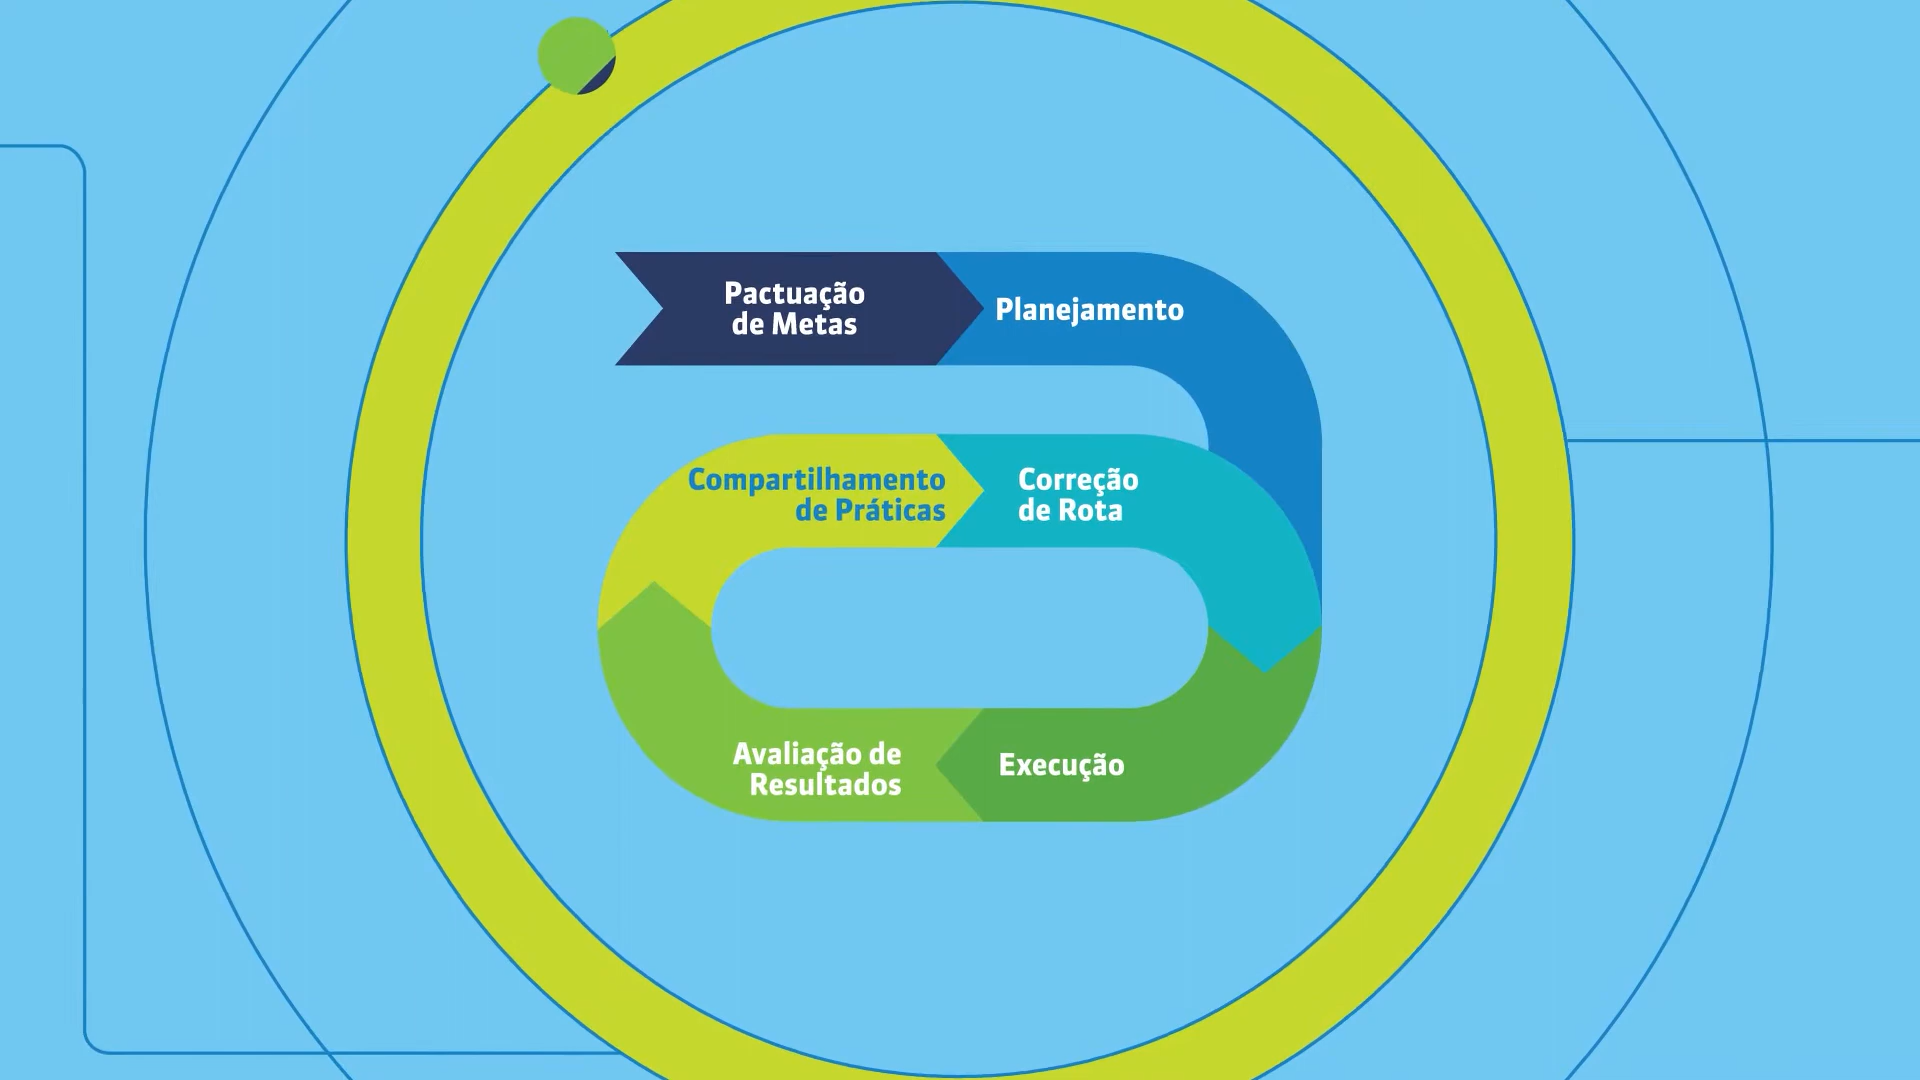 Pactuação
de Metas
Planejamento
Compartilhamento
de Práticas
Correção
de Rota
Avaliação de
Resultados
Execução